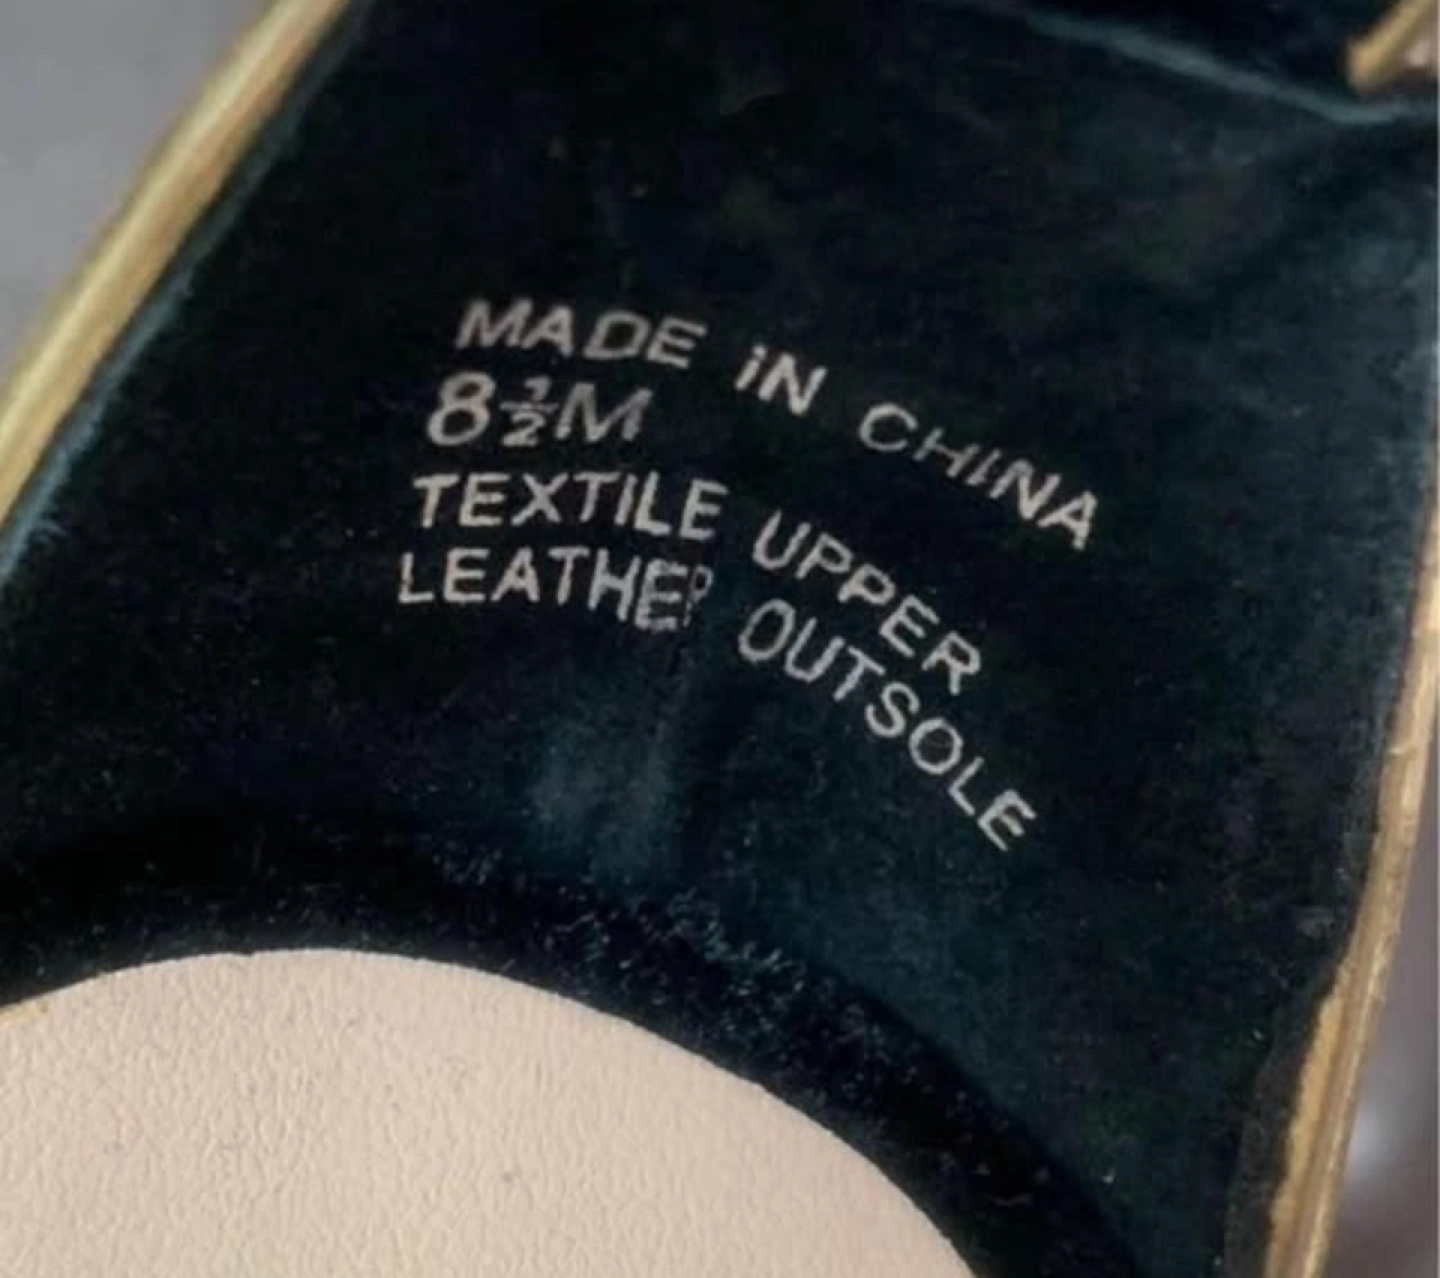 MADE iN CHINA
8½M
TEXTILE UPPER
LEATHER OUTSOLE